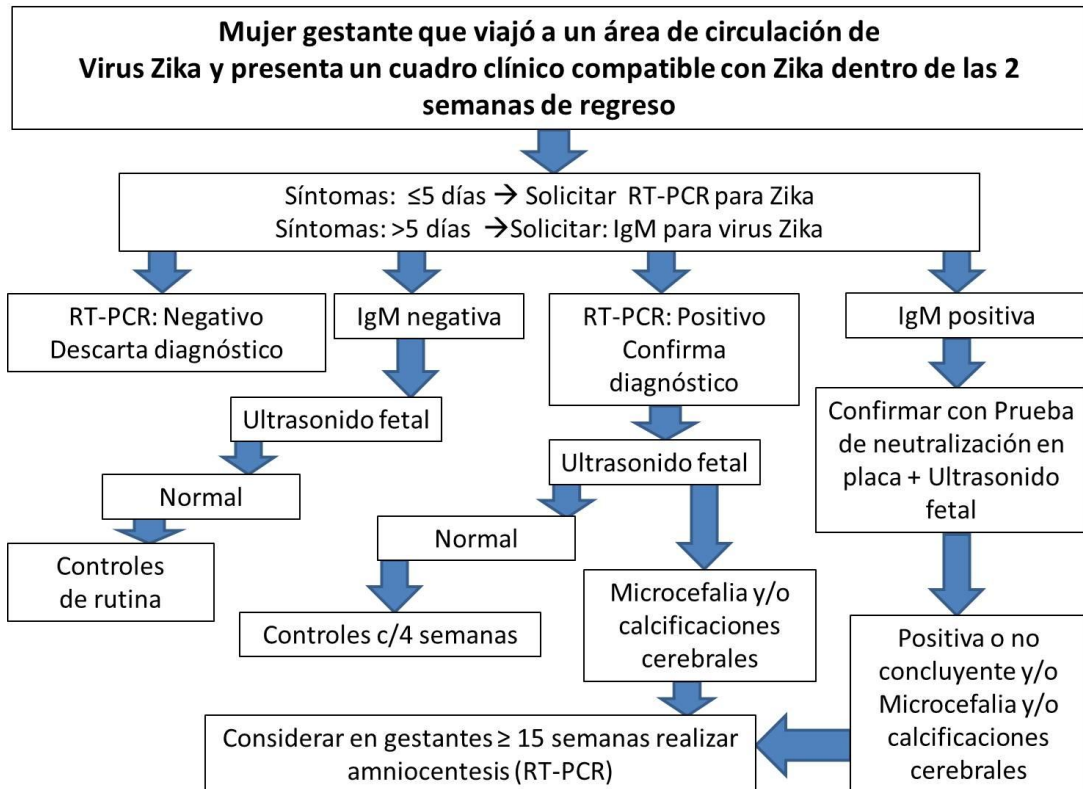 Mujer gestante que viajó a un área de circulación de
Virus Zika y presenta un cuadro clínico compatible con Zika dentro de las 2
semanas de regreso
Síntomas: ≤5 días → Solicitar RT-PCR para Zika
Síntomas: >5 días →Solicitar: IgM para virus Zika
RT-PCR: Negativo
Descarta diagnóstico
IgM negativa
RT-PCR: Positivo
Confirma
diagnóstico
IgM positiva
Ultrasonido fetal
Confirmar con Prueba
de neutralización en
placa + Ultrasonido
fetal
Ultrasonido fetal
Normal
Normal
Controles
de rutina
Controles c/4 semanas
Microcefalia y/o
calcificaciones
cerebrales
Positiva o no
concluyente y/o
Microcefalia y/o
calcificaciones
cerebrales
Considerar en gestantes ≥ 15 semanas realizar
amniocentesis (RT-PCR)